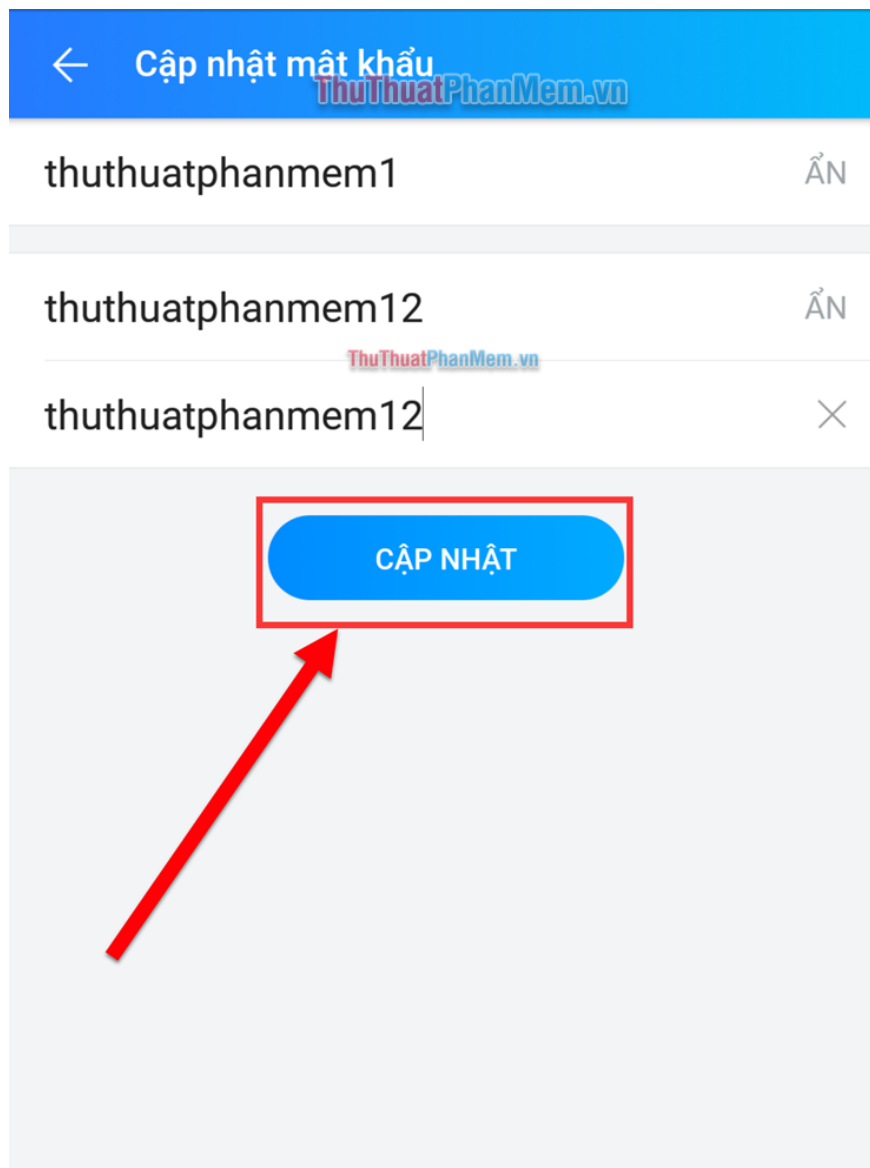 Cập nhật mật khẩu
ThuThuatPhanMem.vn
thuthuatphanmem1 ẨN
thuthuatphanmem12 ẨN
ThuThuatPhanMem.vn
thuthuatphanmem12
CẬP NHẬT